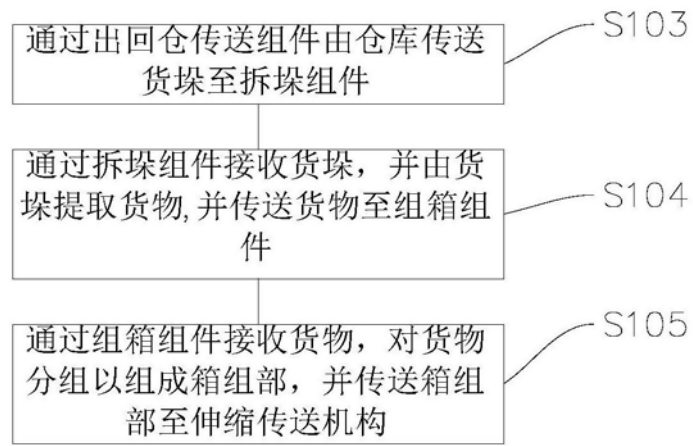 通过出回仓传送组件由仓库传送
货垛至拆垛组件
S103
通过拆垛组件接收货垛，并由货
垛提取货物,并传送货物至组箱组
件
S104
通过组箱组件接收货物，对货物
分组以组成箱组部，并传送箱组
部至伸缩传送机构
S105